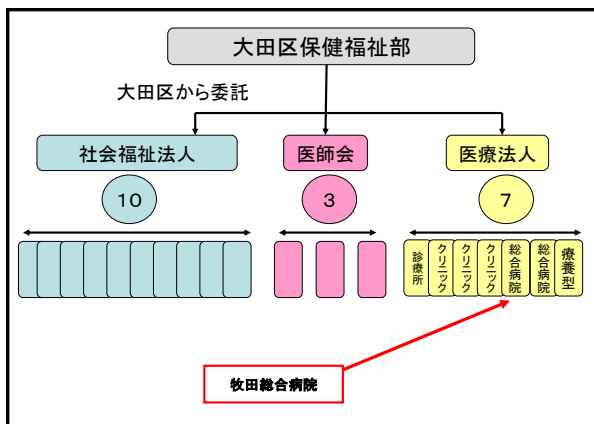 大田区保健福祉部
大田区から委託
社会福祉法人
医師会
医療法人
10
3
7
診療所
クリニック
クリニック
クリニック
総合病院
総合病院
療養型
牧田総合病院